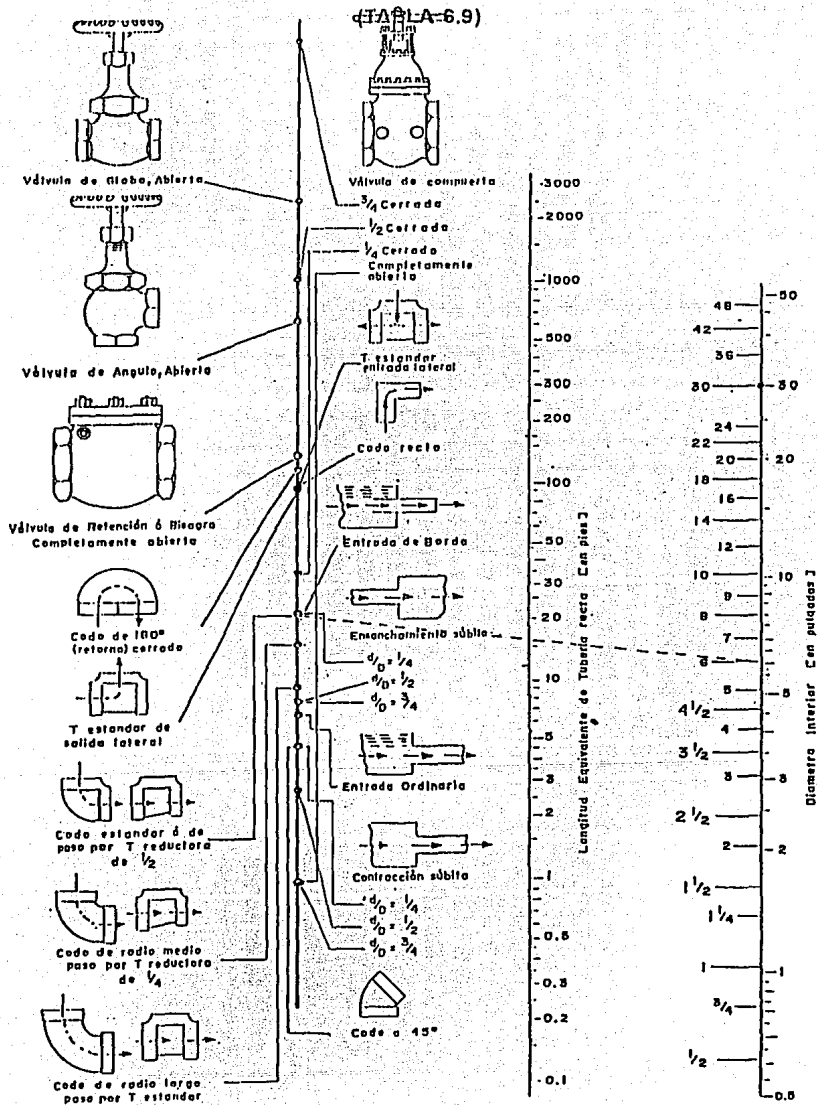 (TABLA-6.9)
Válvula de Globo, Abierta
Válvula de Angulo, Abierta
Válvula de Retención ó Bisagra
Completamente abierta
Codo de 180°
(retorno) cerrado
T estandar de
salida lateral
Codo estandar ó de
paso por T reductora
de 1/2
Codo de radio medio
paso por T reductora
de 1/4
Codo de radio largo
paso por T estandar
Válvula de compuerta
3/4 Cerrada
1/2 Cerrada
1/4 Cerrado
Completamente
abierta
T estandar
entrada lateral
Codo recto
Entrada de Borda
Ensanchamiento súbito
d/D = 1/4
d/D = 1/2
d/D = 3/4
Entrada Ordinaria
Contracción súbita
d/D = 1/4
d/D = 1/2
d/D = 3/4
Codo a 45°
3000
2000
1000
500
300
200
100
50
30
20
10
5
3
2
1
0.5
0.3
0.2
0.1
Longitud Equivalente de Tubería recta [en pies]
48
42
36
30
24
22
20
18
16
14
12
10
9
8
7
6
5
4 1/2
4
3 1/2
3
2 1/2
2
1 1/2
1 1/4
1
3/4
1/2
50
30
20
10
5
3
2
1
0.5
Diametro Interior [en pulgadas]